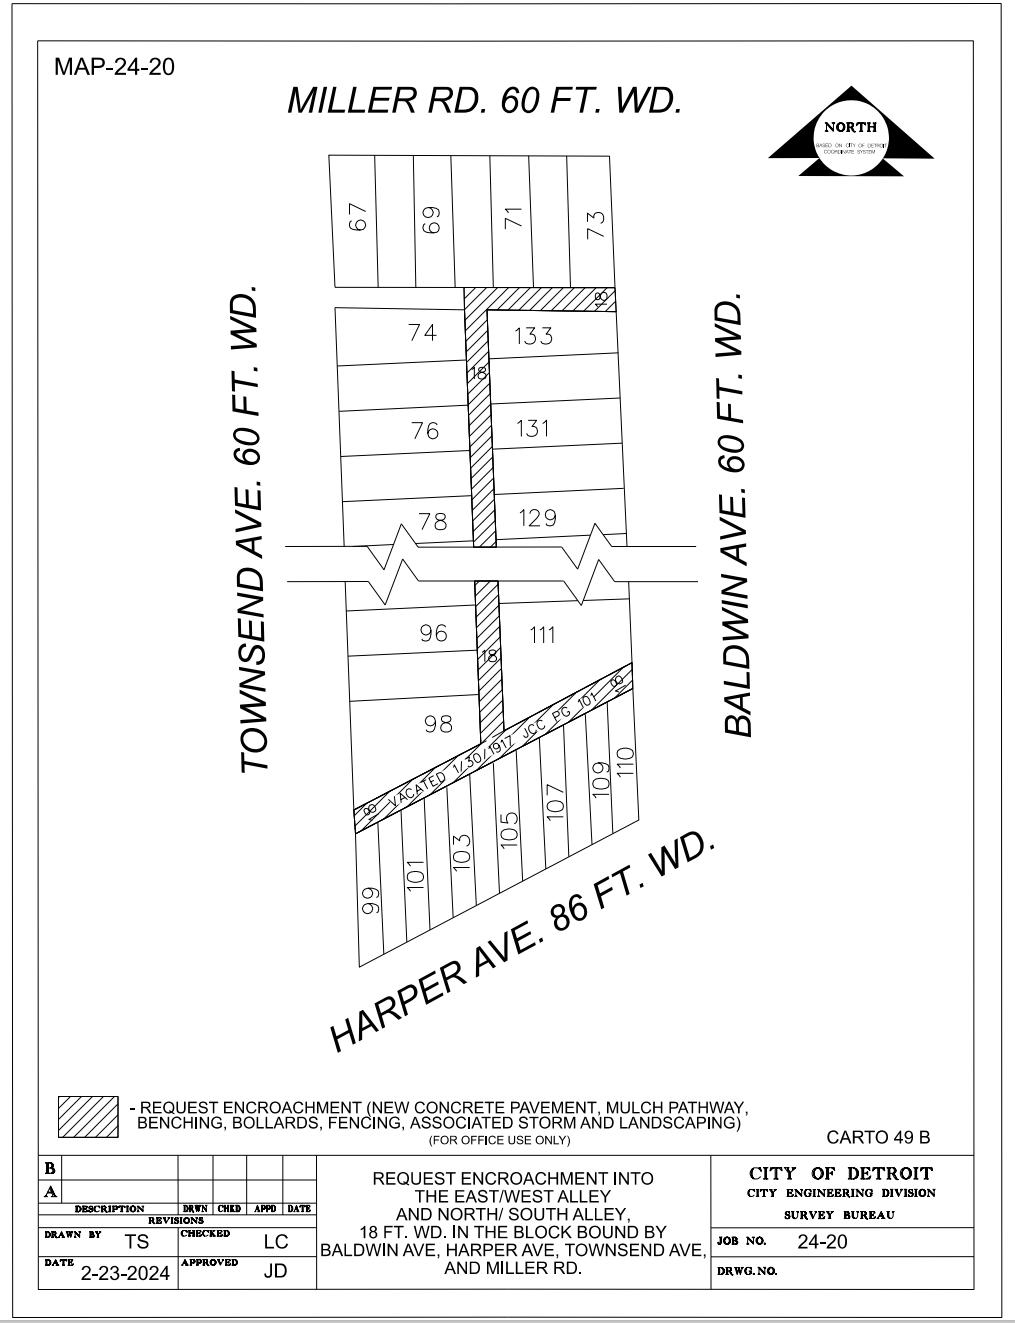 MAP-24-20
MILLER RD. 60 FT. WD.
NORTH
BASED ON CITY OF DETROIT
COORDINATE SYSTEM
67
69
71
73
18
TOWNSEND AVE. 60 FT. WD.
BALDWIN AVE. 60 FT. WD.
74
133
18
76
131
78
129
96
111
18
98
18
VACATED 1/30/1917 JCC PG 101
18
99
101
103
105
107
109
110
HARPER AVE. 86 FT. WD.
- REQUEST ENCROACHMENT (NEW CONCRETE PAVEMENT, MULCH PATHWAY,
BENCHING, BOLLARDS, FENCING, ASSOCIATED STORM AND LANDSCAPING)
(FOR OFFICE USE ONLY)
CARTO 49 B
B
A
DESCRIPTION DRWN CHKD APPD DATE
REVISIONS
DRAWN BY TS CHECKED LC
DATE 2-23-2024 APPROVED JD
REQUEST ENCROACHMENT INTO
THE EAST/WEST ALLEY
AND NORTH/ SOUTH ALLEY,
18 FT. WD. IN THE BLOCK BOUND BY
BALDWIN AVE, HARPER AVE, TOWNSEND AVE,
AND MILLER RD.
CITY OF DETROIT
CITY ENGINEERING DIVISION
SURVEY BUREAU
JOB NO. 24-20
DRWG. NO.